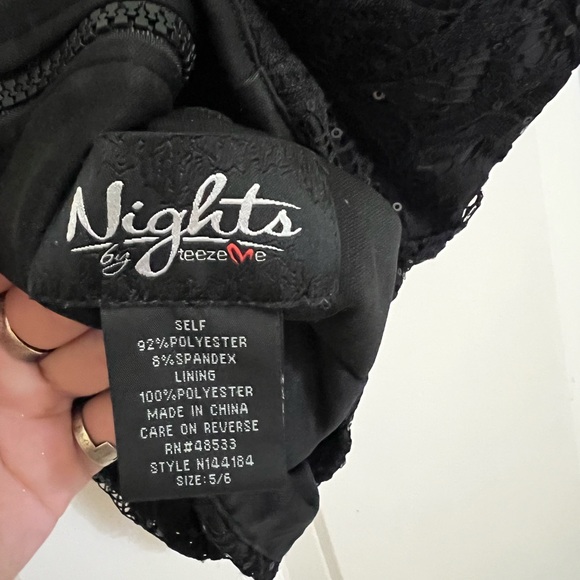 Nights
by teezeMe
SELF
92%POLYESTER
8%SPANDEX
LINING
100%POLYESTER
MADE IN CHINA
CARE ON REVERSE
RN#48533
STYLE N144184
SIZE:5/6